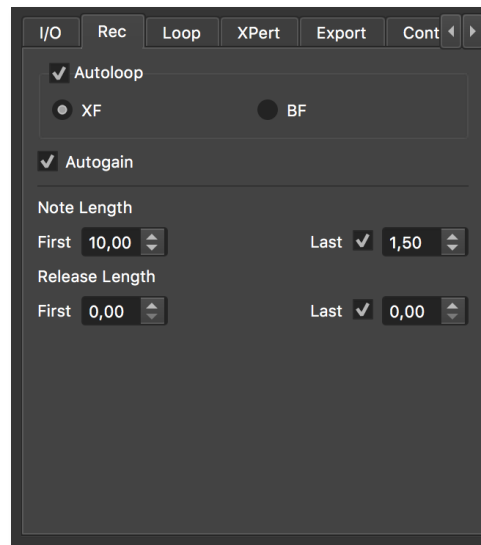 I/O Rec Loop XPert Export Cont
Autoloop
XF BF
Autogain
Note Length
First 10,00 Last 1,50
Release Length
First 0,00 Last 0,00